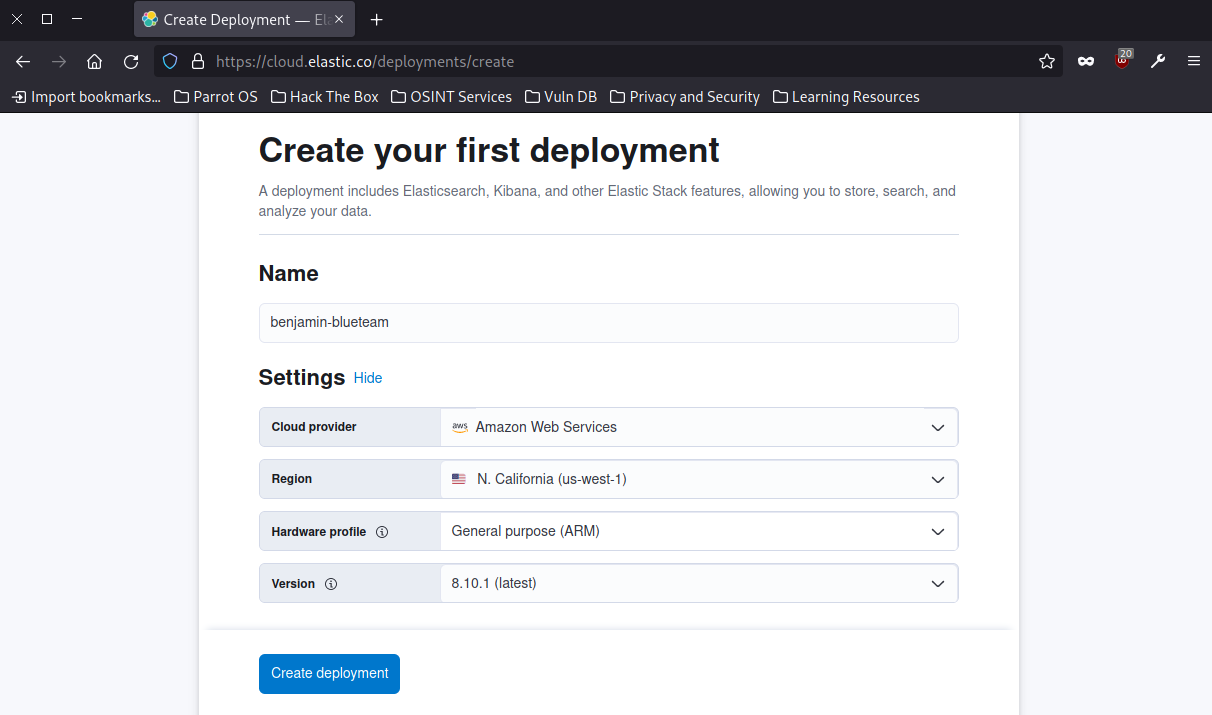 Create Deployment — El
20
https://cloud.elastic.co/deployments/create
Import bookmarks... Parrot OS Hack The Box OSINT Services Vuln DB Privacy and Security Learning Resources
Create your first deployment
A deployment includes Elasticsearch, Kibana, and other Elastic Stack features, allowing you to store, search, and
analyze your data.
Name
benjamin-blueteam
Settings Hide
Cloud provider aws Amazon Web Services
Region N. California (us-west-1)
Hardware profile General purpose (ARM)
Version 8.10.1 (latest)
Create deployment